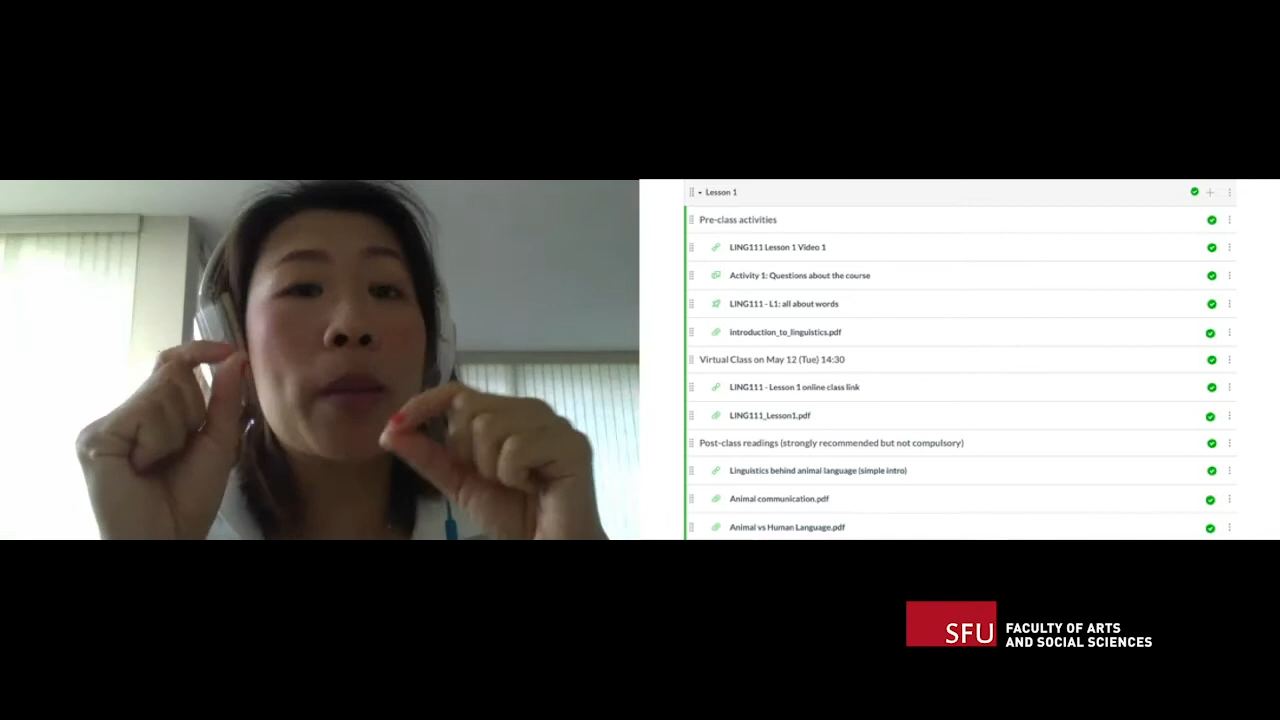 Lesson 1
Pre-class activities
LING111 Lesson 1 Video 1
Activity 1: Questions about the course
LING111 - L1: all about words
introduction_to_linguistics.pdf
Virtual Class on May 12 (Tue) 14:30
LING111 - Lesson 1 online class link
LING111_Lesson1.pdf
Post-class readings (strongly recommended but not compulsory)
Linguistics behind animal language (simple intro)
Animal communication.pdf
Animal vs Human Language.pdf
SFU
FACULTY OF ARTS
AND SOCIAL SCIENCES